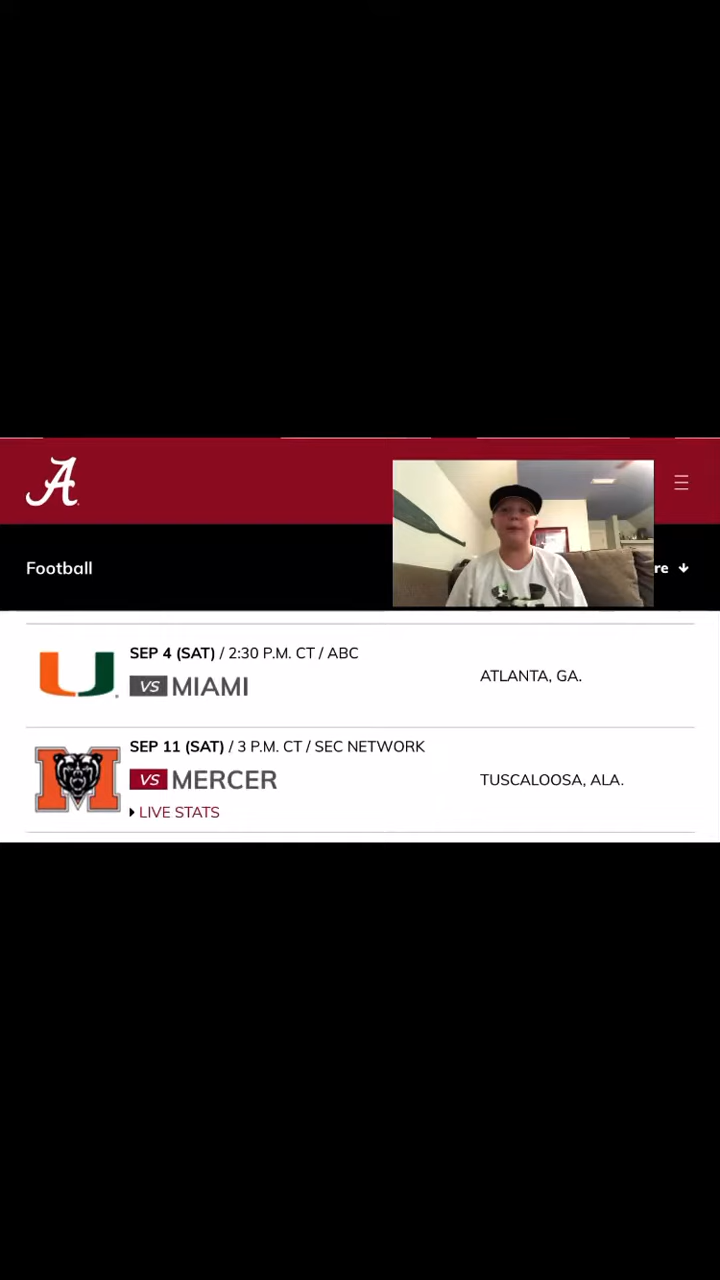 A
Football
re
U
SEP 4 (SAT) / 2:30 P.M. CT / ABC
VS MIAMI
ATLANTA, GA.
M
SEP 11 (SAT) / 3 P.M. CT / SEC NETWORK
VS MERCER
TUSCALOOSA, ALA.
LIVE STATS